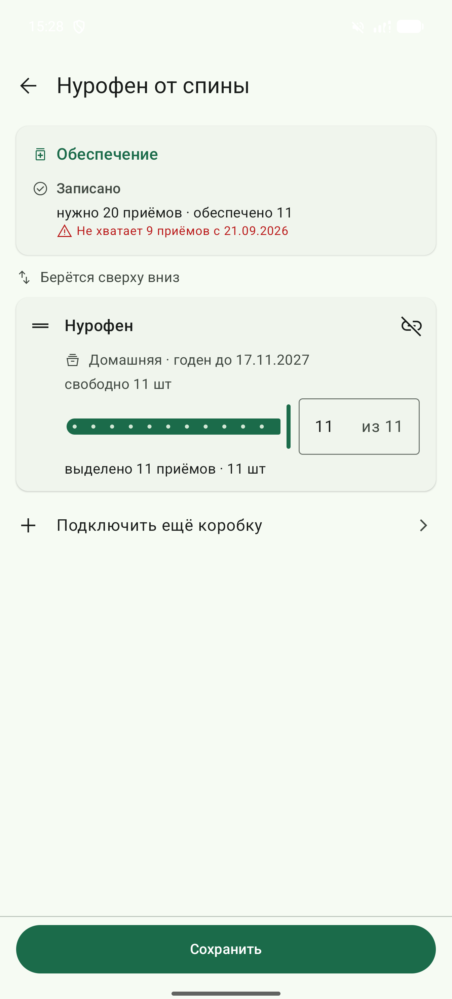 15:28
Нурофен от спины
Обеспечение
Записано
нужно 20 приёмов · обеспечено 11
Не хватает 9 приёмов с 21.09.2026
Берётся сверху вниз
Нурофен
Домашняя · годен до 17.11.2027
свободно 11 шт
11 из 11
выделено 11 приёмов · 11 шт
Подключить ещё коробку
Сохранить